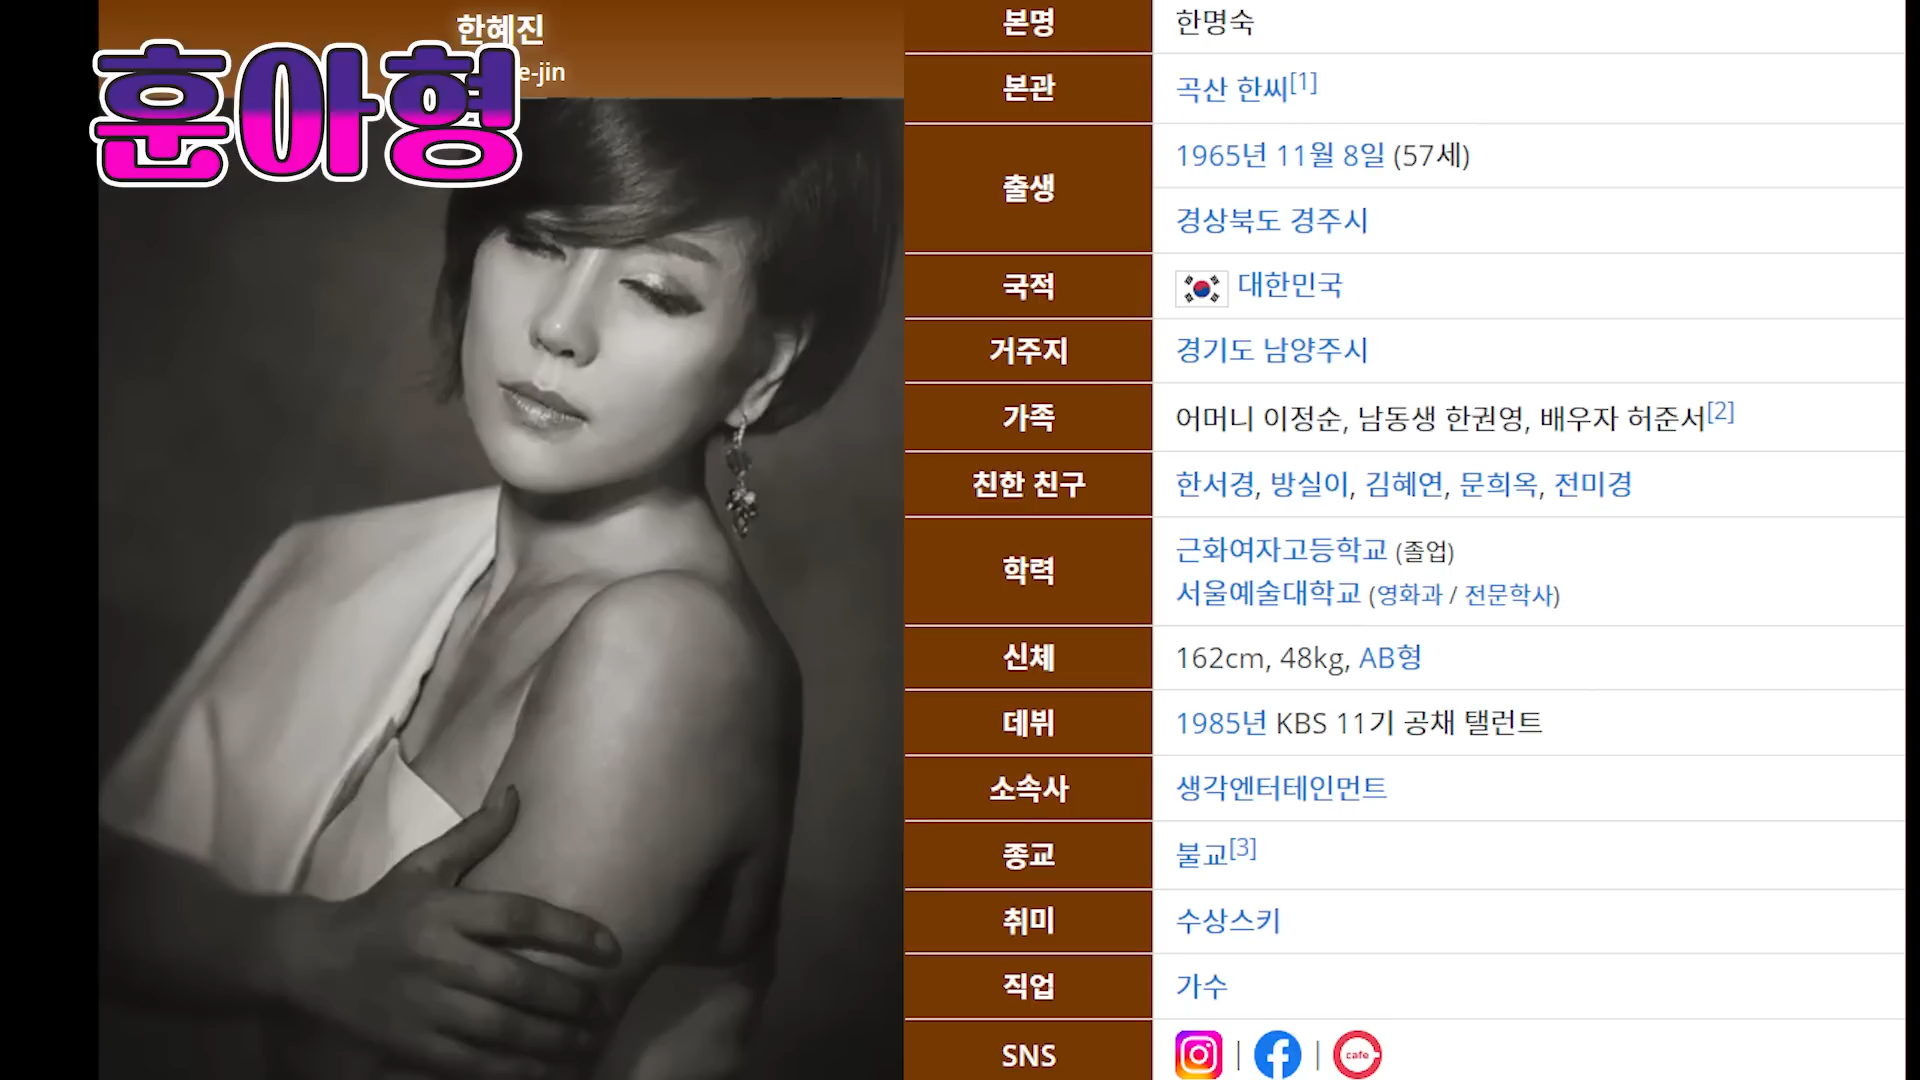 한혜진
e-jin
훈아형
본명 한명숙
본관 곡산 한씨[1]
출생 1965년 11월 8일 (57세)
경상북도 경주시
국적 대한민국
거주지 경기도 남양주시
가족 어머니 이정순, 남동생 한권영, 배우자 허준서[2]
친한 친구 한서경, 방실이, 김혜연, 문희옥, 전미경
학력 근화여자고등학교 (졸업)
서울예술대학교 (영화과 / 전문학사)
신체 162cm, 48kg, AB형
데뷔 1985년 KBS 11기 공채 탤런트
소속사 생각엔터테인먼트
종교 불교[3]
취미 수상스키
직업 가수
SNS | | cafe